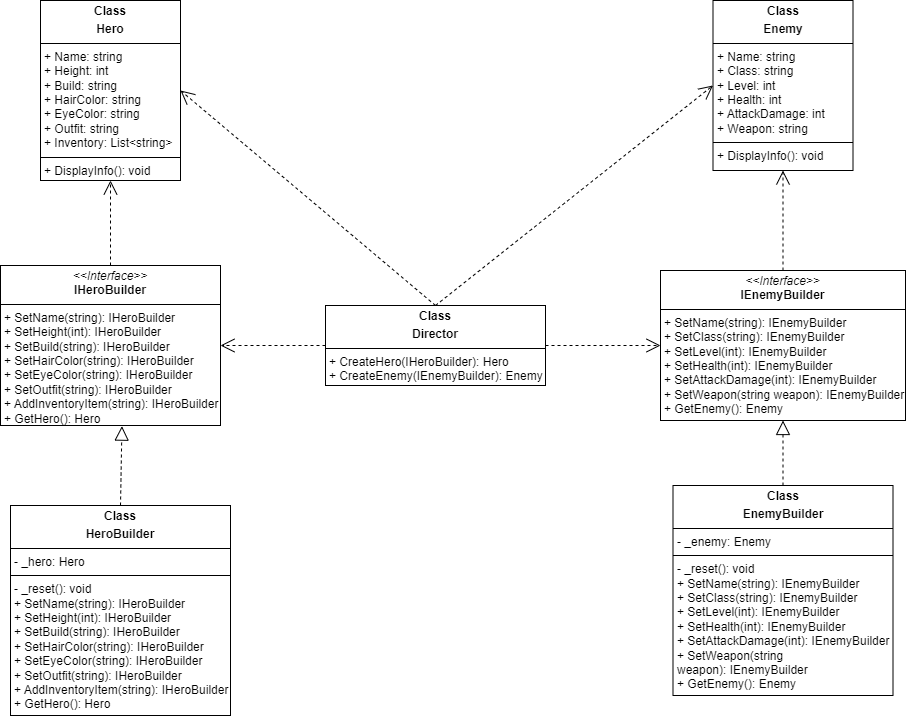 Class
Hero
+ Name: string
+ Height: int
+ Build: string
+ HairColor: string
+ EyeColor: string
+ Outfit: string
+ Inventory: List<string>
+ DisplayInfo(): void
Class
Enemy
+ Name: string
+ Class: string
+ Level: int
+ Health: int
+ AttackDamage: int
+ Weapon: string
+ DisplayInfo(): void
<<Interface>>
IHeroBuilder
+ SetName(string): IHeroBuilder
+ SetHeight(int): IHeroBuilder
+ SetBuild(string): IHeroBuilder
+ SetHairColor(string): IHeroBuilder
+ SetEyeColor(string): IHeroBuilder
+ SetOutfit(string): IHeroBuilder
+ AddInventoryItem(string): IHeroBuilder
+ GetHero(): Hero
Class
Director
+ CreateHero(IHeroBuilder): Hero
+ CreateEnemy(IEnemyBuilder): Enemy
<<Interface>>
IEnemyBuilder
+ SetName(string): IEnemyBuilder
+ SetClass(string): IEnemyBuilder
+ SetLevel(int): IEnemyBuilder
+ SetHealth(int): IEnemyBuilder
+ SetAttackDamage(int): IEnemyBuilder
+ SetWeapon(string weapon): IEnemyBuilder
+ GetEnemy(): Enemy
Class
HeroBuilder
- _hero: Hero
- _reset(): void
+ SetName(string): IHeroBuilder
+ SetHeight(int): IHeroBuilder
+ SetBuild(string): IHeroBuilder
+ SetHairColor(string): IHeroBuilder
+ SetEyeColor(string): IHeroBuilder
+ SetOutfit(string): IHeroBuilder
+ AddInventoryItem(string): IHeroBuilder
+ GetHero(): Hero
Class
EnemyBuilder
- _enemy: Enemy
- _reset(): void
+ SetName(string): IEnemyBuilder
+ SetClass(string): IEnemyBuilder
+ SetLevel(int): IEnemyBuilder
+ SetHealth(int): IEnemyBuilder
+ SetAttackDamage(int): IEnemyBuilder
+ SetWeapon(string
weapon): IEnemyBuilder
+ GetEnemy(): Enemy